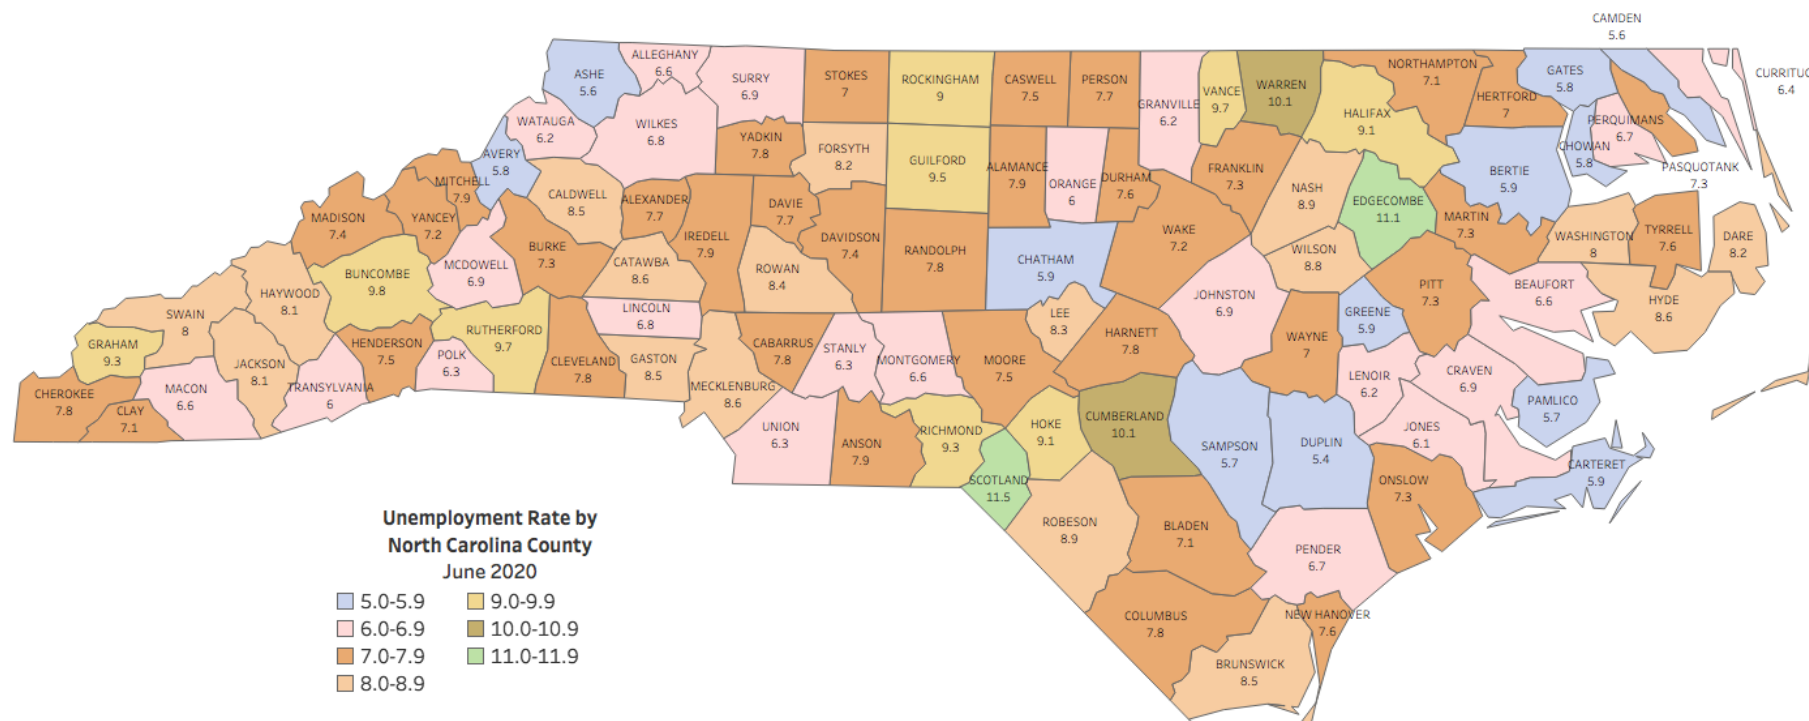 CAMDEN
5.6
ALLEGHANY
6.6
ASHE
5.6
SURRY
6.9
STOKES
7
ROCKINGHAM
9
CASWELL
7.5
PERSON
7.7
GRANVILLE
6.2
VANCE
9.7
WARREN
10.1
NORTHAMPTON
7.1
HERTFORD
7
GATES
5.8
CURRITUC
6.4
WATAUGA
6.2
WILKES
6.8
YADKIN
7.8
FORSYTH
8.2
GUILFORD
9.5
ALAMANCE
7.9
ORANGE
6
DURHAM
7.6
FRANKLIN
7.3
HALIFAX
9.1
NASH
8.9
EDGECOMBE
11.1
BERTIE
5.9
CHOWAN
5.8
PERQUIMANS
6.7
PASQUOTANK
7.3
AVERY
5.8
MITCHELL
7.9
CALDWELL
8.5
ALEXANDER
7.7
DAVIE
7.7
MADISON
7.4
YANCEY
7.2
BURKE
7.3
IREDELL
7.9
DAVIDSON
7.4
RANDOLPH
7.8
CHATHAM
5.9
WAKE
7.2
WILSON
8.8
MARTIN
7.3
WASHINGTON
8
TYRRELL
7.6
DARE
8.2
BUNCOMBE
9.8
MCDOWELL
6.9
CATAWBA
8.6
ROWAN
8.4
HAYWOOD
8.1
SWAIN
8
LINCOLN
6.8
JOHNSTON
6.9
PITT
7.3
BEAUFORT
6.6
HYDE
8.6
GREENE
5.9
LEE
8.3
HARNETT
7.8
WAYNE
7
GRAHAM
9.3
JACKSON
8.1
HENDERSON
7.5
POLK
6.3
RUTHERFORD
9.7
CLEVELAND
7.8
GASTON
8.5
CABARRUS
7.8
STANLY
6.3
MONTGOMERY
6.6
MOORE
7.5
LENOIR
6.2
CRAVEN
6.9
PAMLICO
5.7
CHEROKEE
7.8
CLAY
7.1
MACON
6.6
TRANSYLVANIA
6
MECKLENBURG
8.6
UNION
6.3
ANSON
7.9
RICHMOND
9.3
HOKE
9.1
CUMBERLAND
10.1
SAMPSON
5.7
DUPLIN
5.4
JONES
6.1
CARTERET
5.9
SCOTLAND
11.5
ONSLOW
7.3
ROBESON
8.9
BLADEN
7.1
PENDER
6.7
COLUMBUS
7.8
NEW HANOVER
7.6
BRUNSWICK
8.5
Unemployment Rate by
North Carolina County
June 2020
5.0-5.9
6.0-6.9
7.0-7.9
8.0-8.9
9.0-9.9
10.0-10.9
11.0-11.9